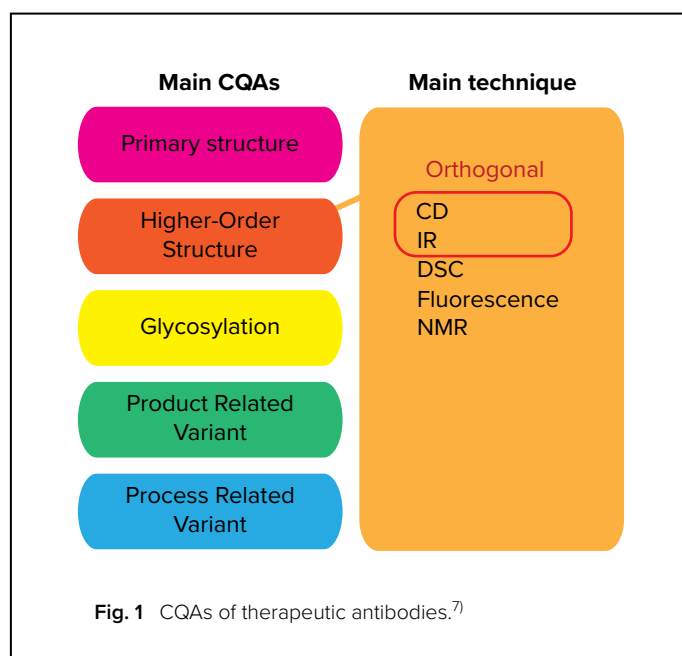 Main CQAs
Primary structure
Higher-Order
Structure
Glycosylation
Product Related
Variant
Process Related
Variant
Main technique
Orthogonal
CD
IR
DSC
Fluorescence
NMR
Fig. 1 CQAs of therapeutic antibodies.7)